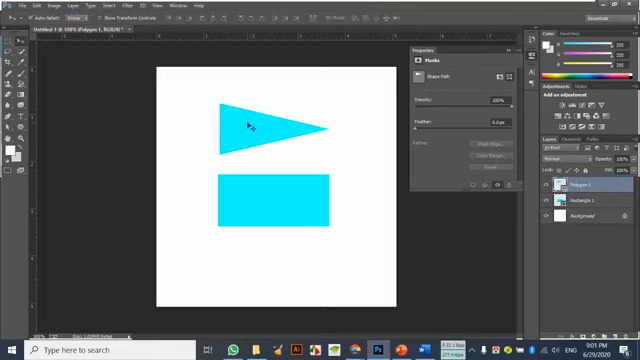 File Edit Image Layer Type Select Filter View Window Help
Auto-Select: Group Show Transform Controls
3D Mode:
Essentials
Untitled-1 @ 100% (Polygon 1, RGB/8) *
Properties
Masks
Shape Path
Density: 100%
Feather: 0.0 px
Refine: Mask Edge...
Color Range...
Invert
Color Swatches
255
255
255
Adjustments
Add an adjustment
Layers Channels Paths
Kind
Normal Opacity: 100%
Lock: Fill: 100%
Polygon 1
Rectangle 1
Background
100%
Type here to search
ENG
9:01 PM
6/29/2020